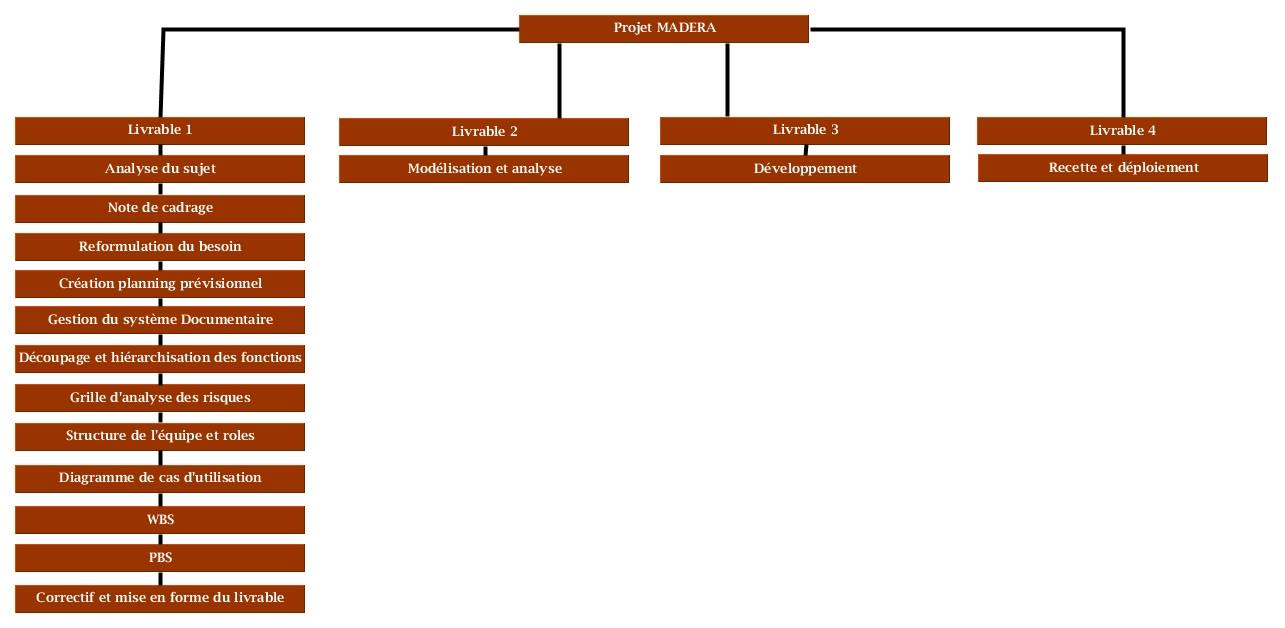 Projet MADERA
Livrable 1
Analyse du sujet
Note de cadrage
Reformulation du besoin
Création planning prévisionnel
Gestion du système Documentaire
Découpage et hiérarchisation des fonctions
Grille d'analyse des risques
Structure de l'équipe et roles
Diagramme de cas d'utilisation
WBS
PBS
Correctif et mise en forme du livrable
Livrable 2
Modélisation et analyse
Livrable 3
Développement
Livrable 4
Recette et déploiement